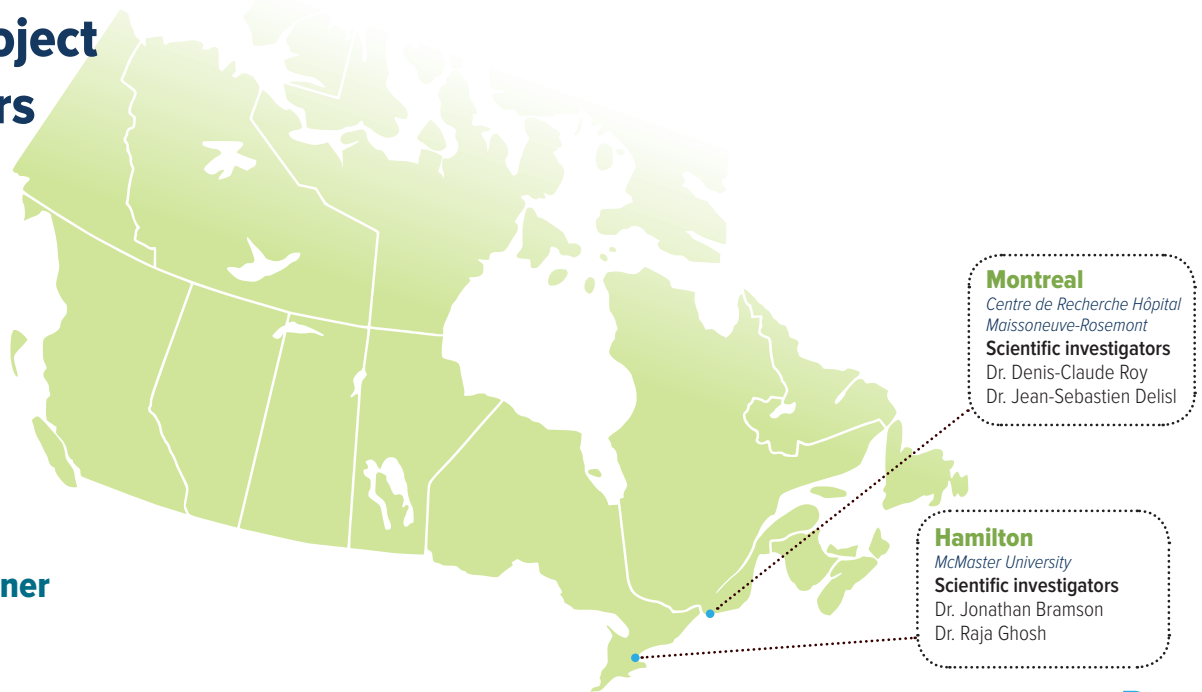 oject
rs
Montreal
Centre de Recherche Hôpital
Maissoneuve-Rosemont
Scientific investigators
Dr. Denis-Claude Roy
Dr. Jean-Sebastien Delisl
Hamilton
McMaster University
Scientific investigators
Dr. Jonathan Bramson
Dr. Raja Ghosh
ner